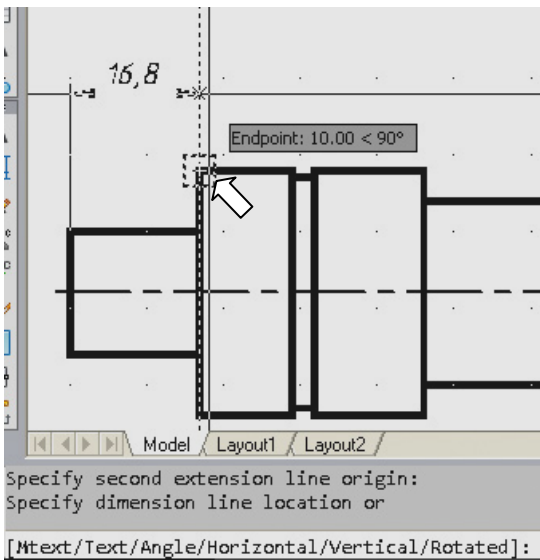 16,8
Endpoint: 10.00 < 90°
Model Layout1 Layout2
Specify second extension line origin:
Specify dimension line location or
[Mtext/Text/Angle/Horizontal/Vertical/Rotated]: